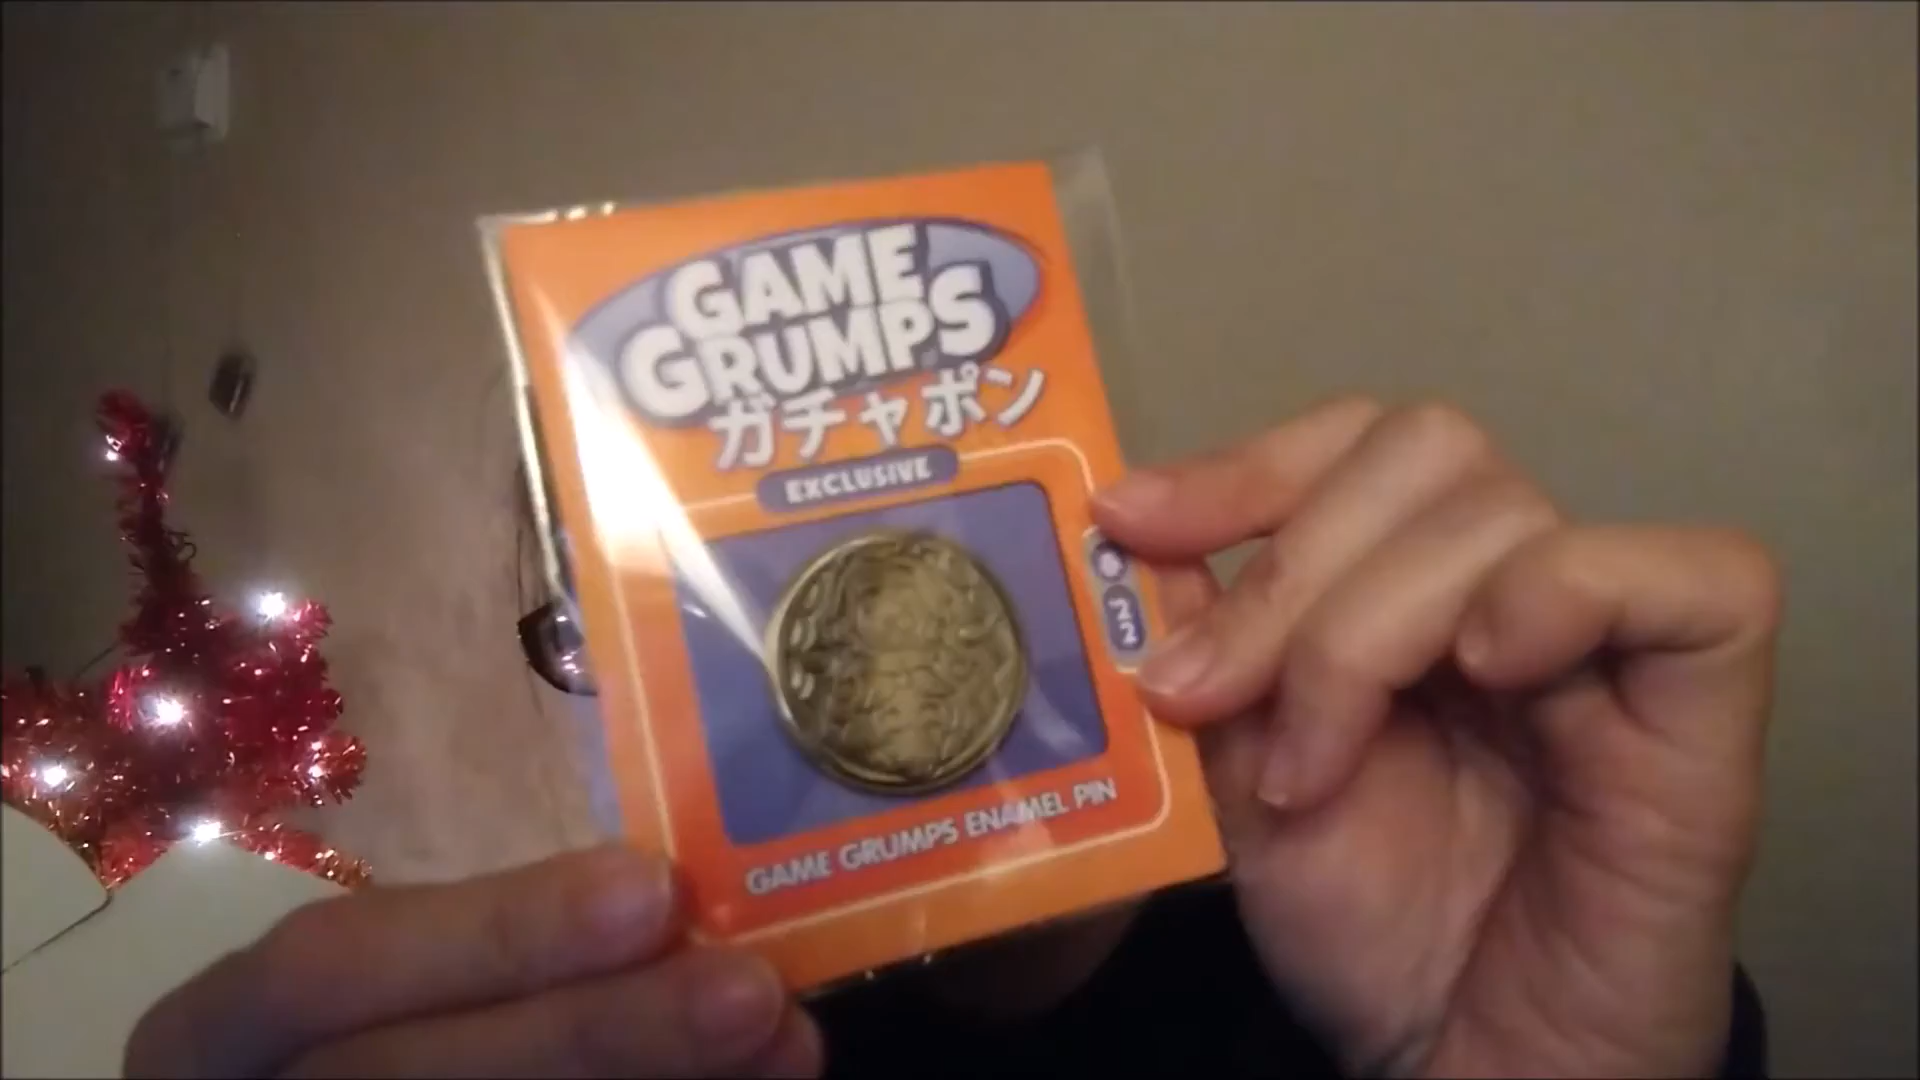 GAME
GRUMPS
ガチャポン
EXCLUSIVE
GAME GRUMPS ENAMEL PIN